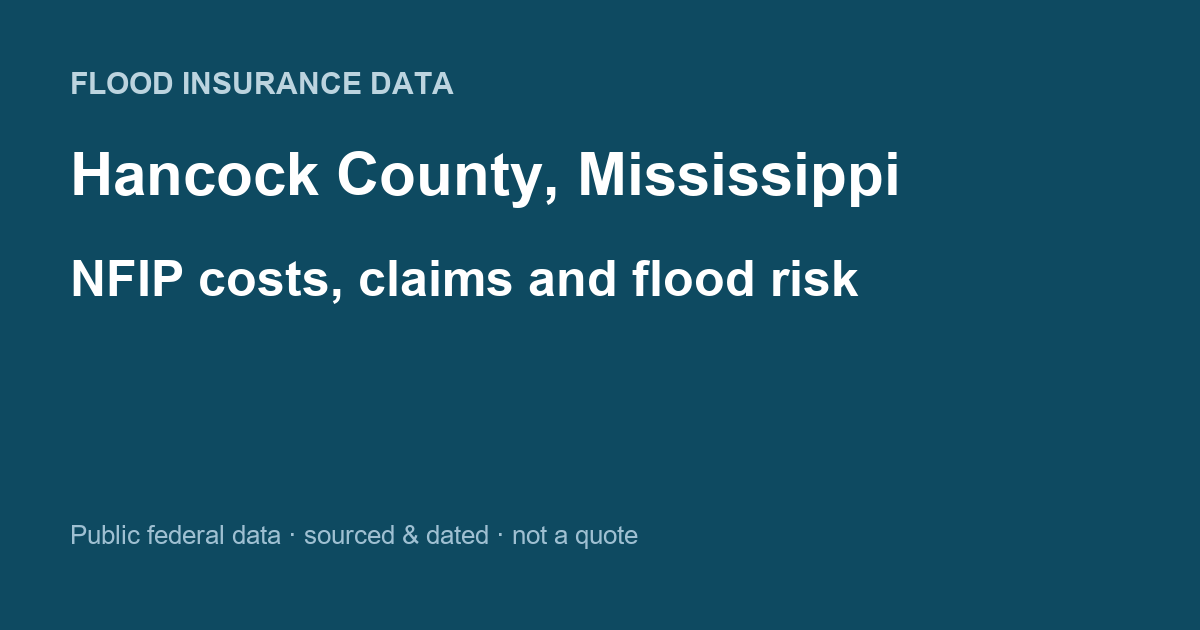 FLOOD INSURANCE DATA
Hancock County, Mississippi
NFIP costs, claims and flood risk
Public federal data · sourced & dated · not a quote